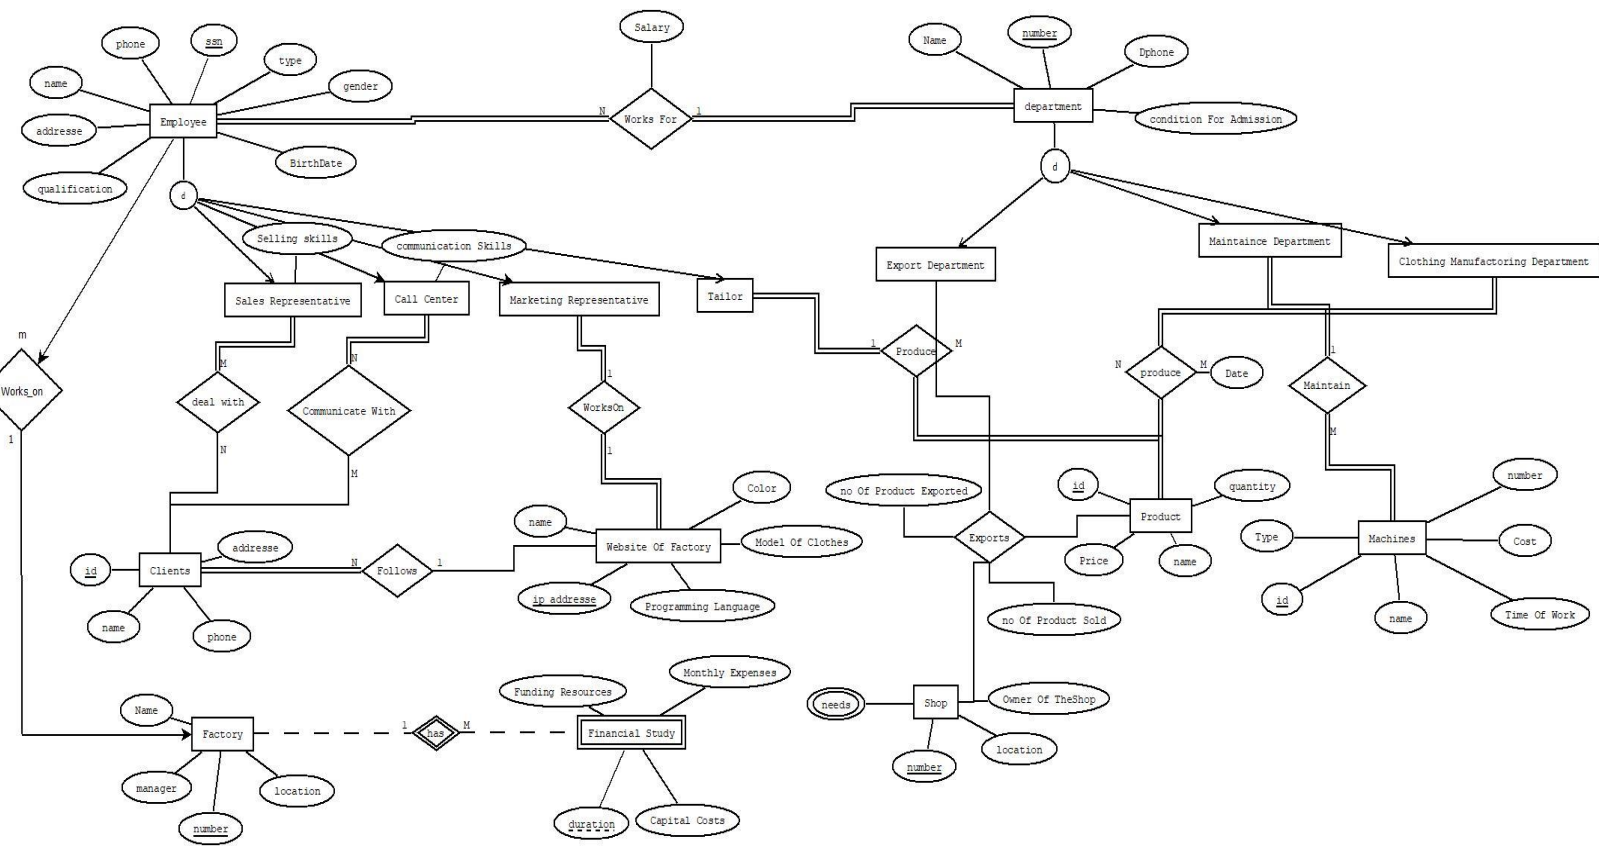 Salary
ssn
number
phone
Name
Dphone
type
name
gender
N
1
condition For Admission
Works For
department
Employee
addresse
BirthDate
d
qualification
d
Selling skills
communication Skills
Maintaince Department
Export Department
Clothing Manufactoring Department
Sales Representative
Call Center
Marketing Representative
Tailor
m
1
Produce
M
1
M
N
N
produce
M
Date
1
Maintain
Works_on
deal with
Communicate With
WorksOn
1
N
1
M
M
id
quantity
number
no Of Product Exported
Color
name
Product
Type
Machines
Cost
Exports
Website Of Factory
Model Of Clothes
addresse
Price
name
id
Clients
N
Follows
1
ip addresse
Programming Language
id
name
Time Of Work
no Of Product Sold
name
phone
Monthly Expenses
Funding Resources
needs
Shop
Owner Of TheShop
Name
1
M
Factory
has
Financial Study
location
number
manager
location
number
duration
Capital Costs